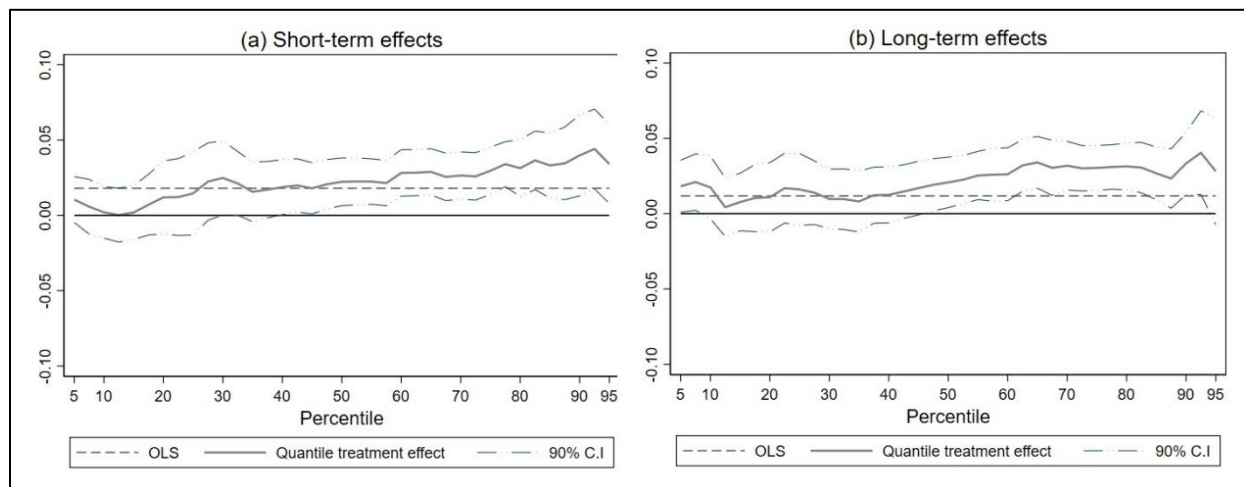 (a) Short-term effects
0.10
0.05
0.00
-0.05
-0.10
5 10 20 30 40 50 60 70 80 90 95
Percentile
OLS Quantile treatment effect 90% C.I
(b) Long-term effects
0.10
0.05
0.00
-0.05
-0.10
5 10 20 30 40 50 60 70 80 90 95
Percentile
OLS Quantile treatment effect 90% C.I